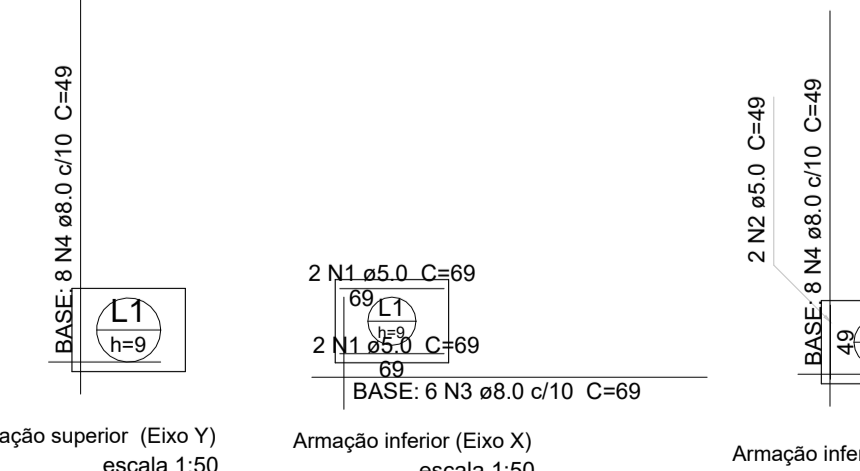 BASE: 8 N4 ø8.0 c/10 C=49
L1
h=9
ação superior (Eixo Y)
escala 1:50
2 N1 ø5.0 C=69
69
L1
h=9
2 N1 ø5.0 C=69
69
BASE: 6 N3 ø8.0 c/10 C=69
Armação inferior (Eixo X)
escala 1:50
2 N2 ø5.0 C=49
BASE: 8 N4 ø8.0 c/10 C=49
49
Armação infer